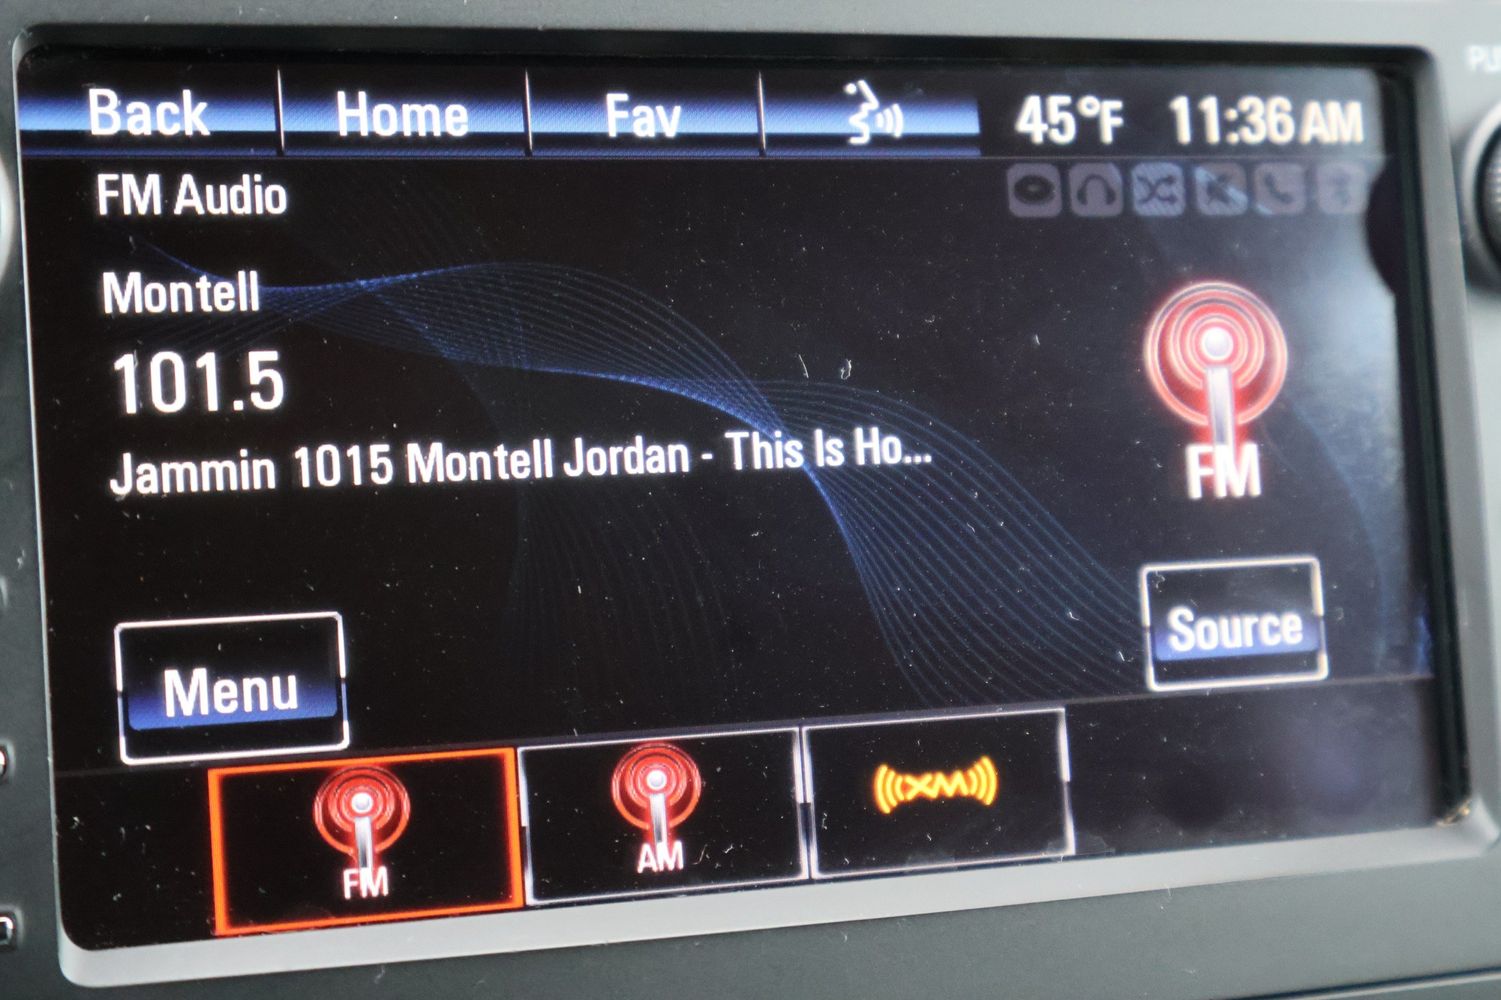 Back Home Fav 45°F 11:36 AM
FM Audio
Montell
101.5
Jammin 1015 Montell Jordan - This Is Ho...
FM
Source
Menu
FM AM XM